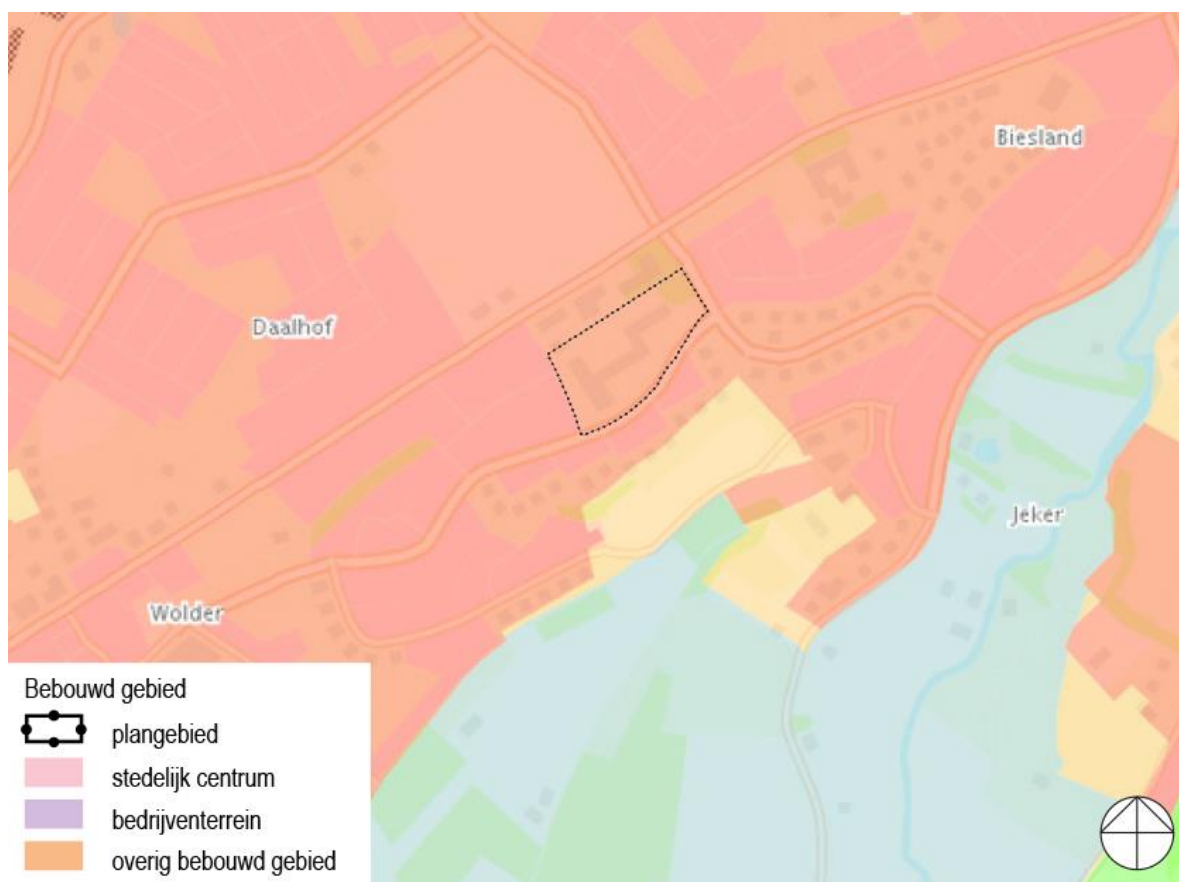 Biesland
Daalhof
Jeker
Wolder
Bebouwd gebied
plangebied
stedelijk centrum
bedrijventerrein
overig bebouwd gebied